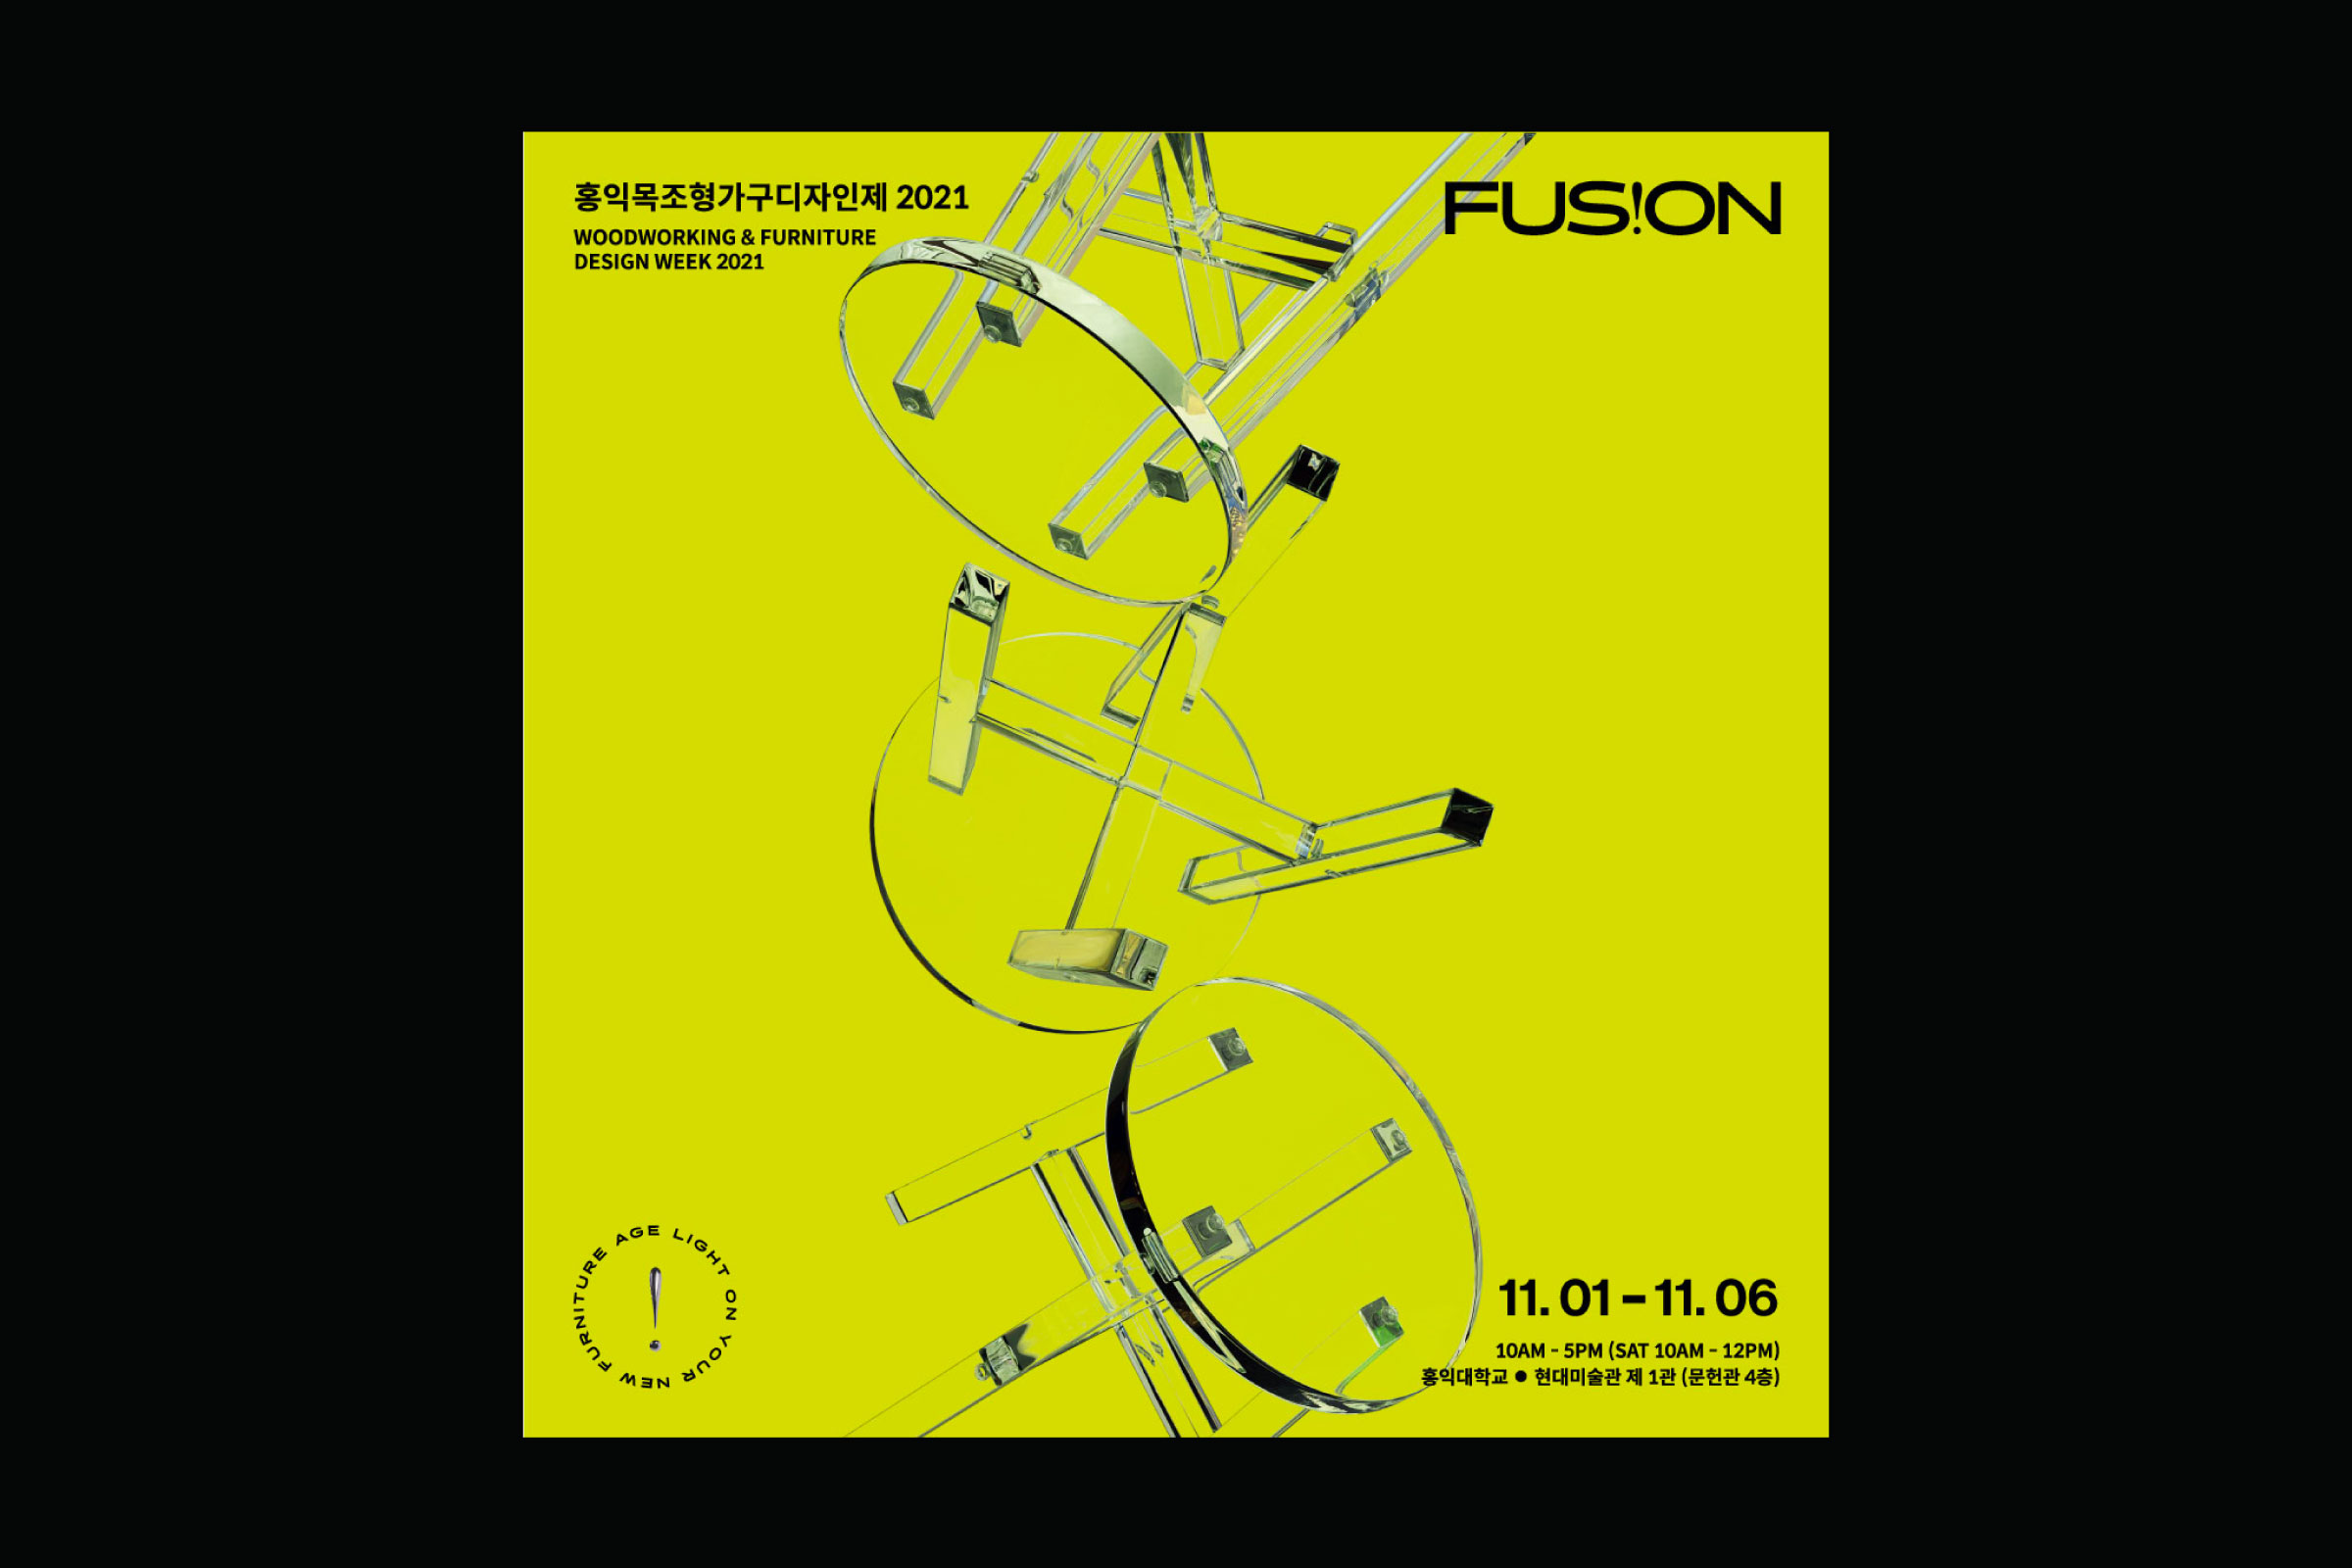 홍익목조형가구디자인제 2021
WOODWORKING & FURNITURE
DESIGN WEEK 2021
FUS!ON
FURNITURE AGE LIGHT ON YOUR NEW
!
11. 01 - 11. 06
10AM - 5PM (SAT 10AM - 12PM)
홍익대학교 ● 현대미술관 제 1관 (문헌관 4층)